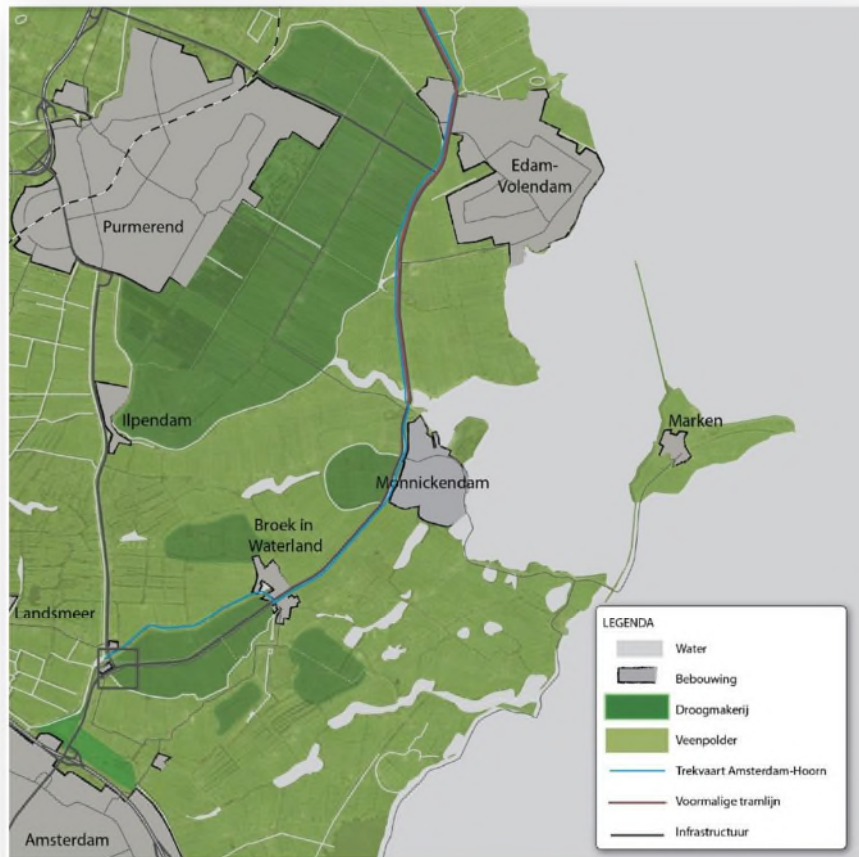 Edam-
Volendam
Purmerend
Ilpendam
Marken
Monnickendam
Broek in
Waterland
Landsmeer
Amsterdam
LEGENDA
Water
Bebouwing
Droogmakerij
Veenpolder
Trekvaart Amsterdam-Hoorn
Voormalige tramlijn
Infrastructuur